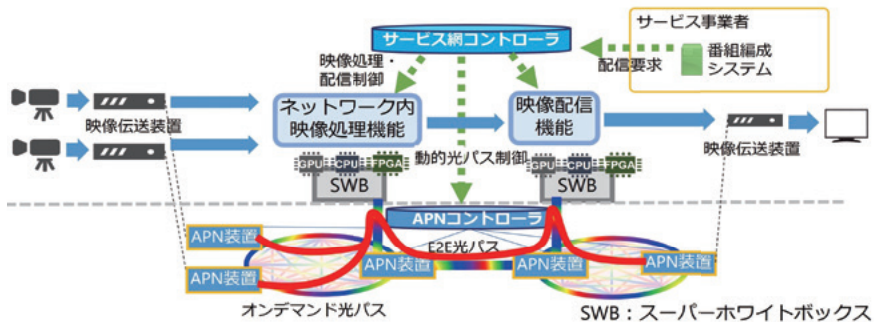 サービス事業者
サービス網コントローラ
番組編成
システム
配信要求
映像処理・
配信制御
ネットワーク内
映像処理機能
映像配信
機能
映像伝送装置
映像伝送装置
動的光パス制御
GPU CPU FPGA
SWB
GPU CPU FPGA
SWB
APNコントローラ
APN装置
E2E光パス
APN装置
APN装置
APN装置
APN装置
オンデマンド光パス
SWB：スーパーホワイトボックス